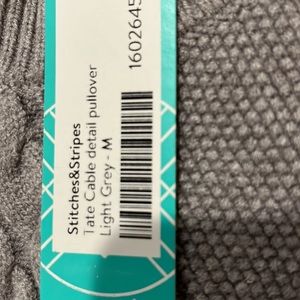 Stitches&Stripes
Tate Cable detail pullover
Light Grey - M
1602645